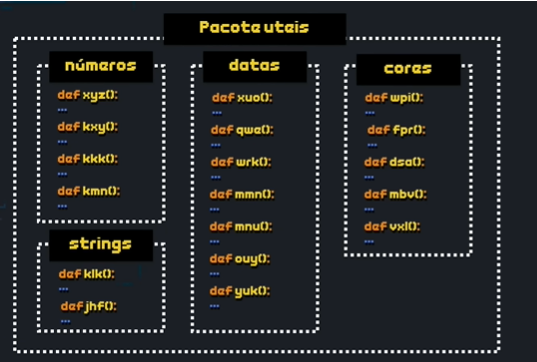 Pacote uteis
números
def xyz():
...
def kxy():
...
def kkk():
...
def kmn():
...
strings
def klk():
...
def jhf():
...
datas
def xuo():
...
def qwe():
...
def wrk():
...
def mmn():
...
def mnu():
...
def ouy():
...
def yuk():
...
cores
def wpi():
...
def fpr():
...
def dsa():
...
def mbv():
...
def vxl():
...